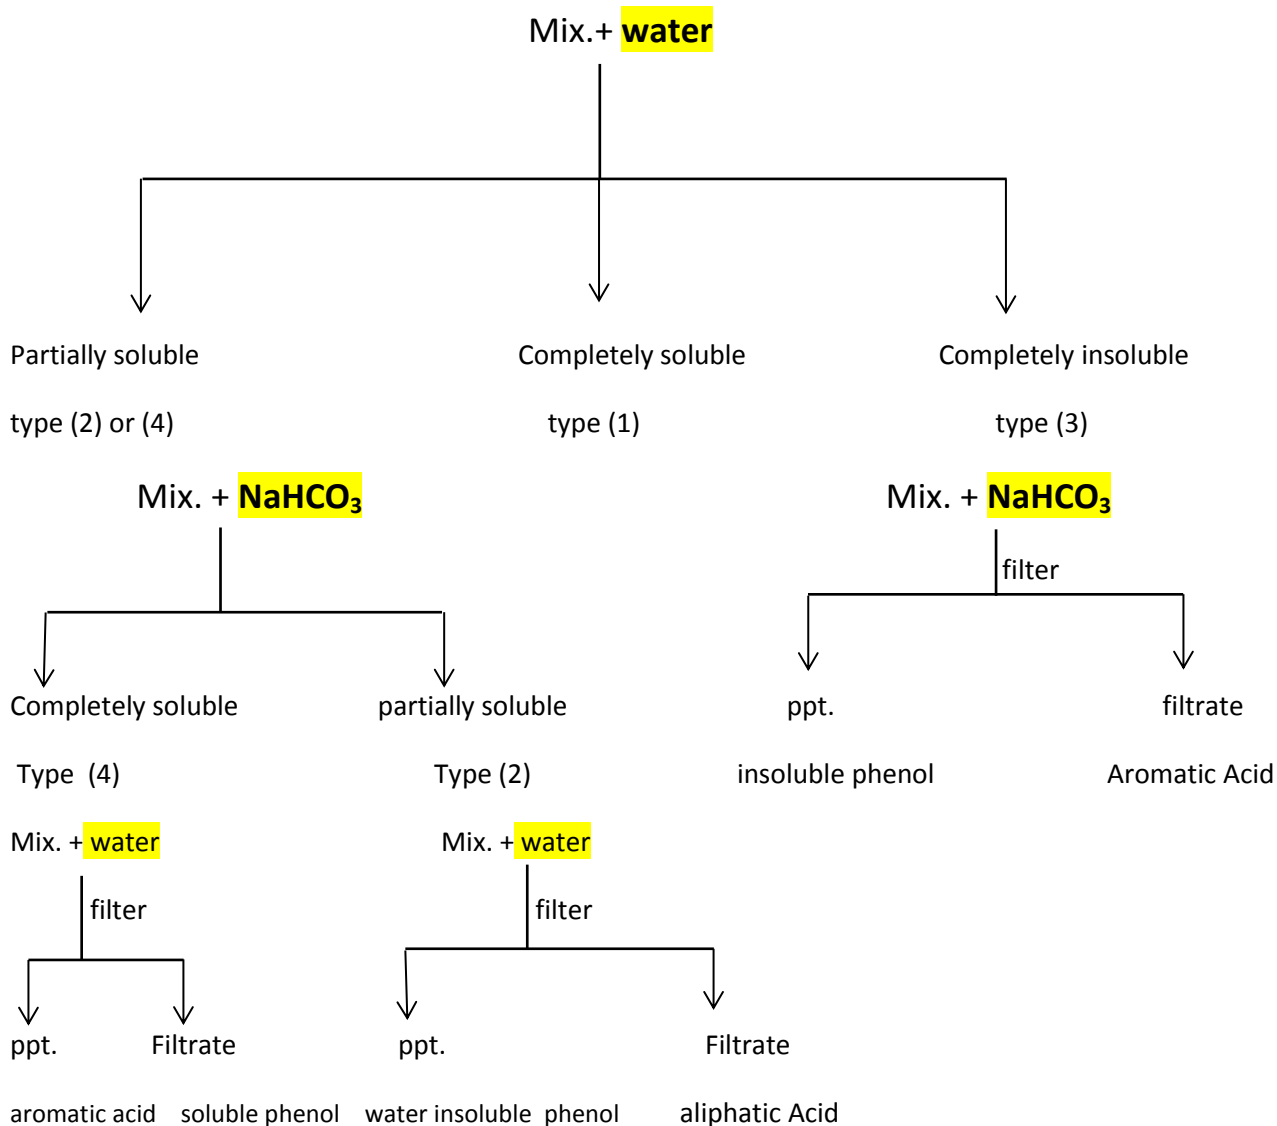 Mix.+ water
Partially soluble Completely soluble Completely insoluble
type (2) or (4) type (1) type (3)
Mix. + NaHCO₃ Mix. + NaHCO₃
filter
Completely soluble partially soluble ppt. filtrate
Type (4) Type (2) insoluble phenol Aromatic Acid
Mix. + water Mix. + water
filter filter
ppt. Filtrate ppt. Filtrate
aromatic acid soluble phenol water insoluble phenol aliphatic Acid